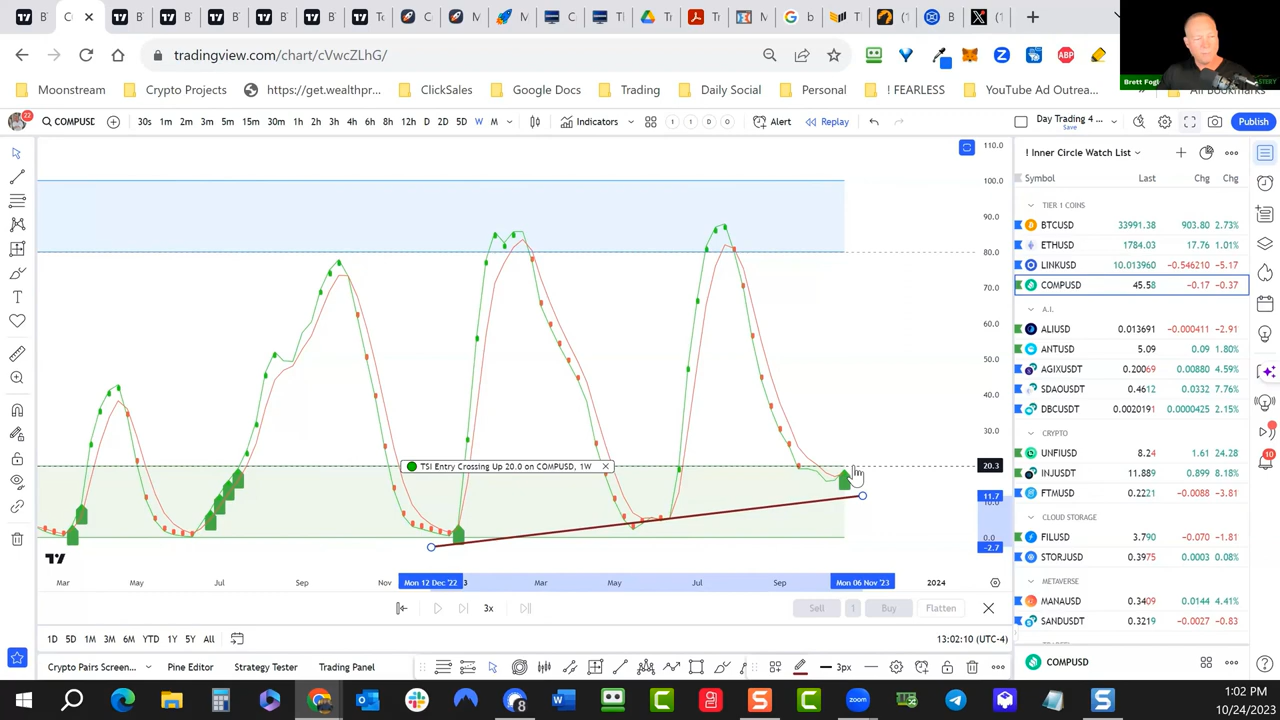 tradingview.com/chart/cVwcZLhG/
Brett Fogl
Moonstream
Crypto Projects
https://get.wealthpr...
ClickSales
Google Docs
Trading
Daily Social
Personal
! FEARLESS
YouTube Ad Outrea...
All Bookmarks
22
COMPUSD
30s 1m 2m 3m 5m 15m 30m 1h 2h 3h 4h 6h 8h 12h D 2D 5D W M
Indicators
1 1 D O
Alert
Replay
Day Trading 4 ...
Save
Publish
110.0
100.0
90.0
80.0
70.0
60.0
50.0
40.0
30.0
20.3
11.7
0.0
-2.7
TSI Entry Crossing Up 20.0 on COMPUSD, 1W
Mar May Jul Sep Nov Mon 12 Dec '22 3 Mar May Jul Sep Mon 06 Nov '23 2024
3x
Sell 1 Buy Flatten
1D 5D 1M 3M 6M YTD 1Y 5Y All
13:02:10 (UTC-4)
Crypto Pairs Screen...
Pine Editor
Strategy Tester
Trading Panel
3px
! Inner Circle Watch List
Symbol Last Chg Chg
TIER 1 COINS
BTCUSD 33991.38 903.80 2.73%
ETHUSD 1784.03 17.76 1.01%
LINKUSD 10.013960 -0.546210 -5.17
COMPUSD 45.58 -0.17 -0.37
A.I.
ALIUSD 0.013691 -0.000411 -2.91
ANTUSD 5.09 0.09 1.80%
AGIXUSDT 0.20069 0.00880 4.59%
SDAOUSDT 0.4612 0.0332 7.76%
DBCUSDT 0.0020191 0.0000425 2.15%
CRYPTO
UNFIUSD 8.24 1.61 24.28
INJUSDT 11.889 0.899 8.18%
FTMUSD 0.2221 -0.0088 -3.81
CLOUD STORAGE
FILUSD 3.790 -0.070 -1.81
STORJUSD 0.3975 0.0003 0.08%
METAVERSE
MANAUSD 0.3409 0.0144 4.41%
SANDUSDT 0.3219 -0.0027 -0.83
COMPUSD
10
1:02 PM
10/24/2023